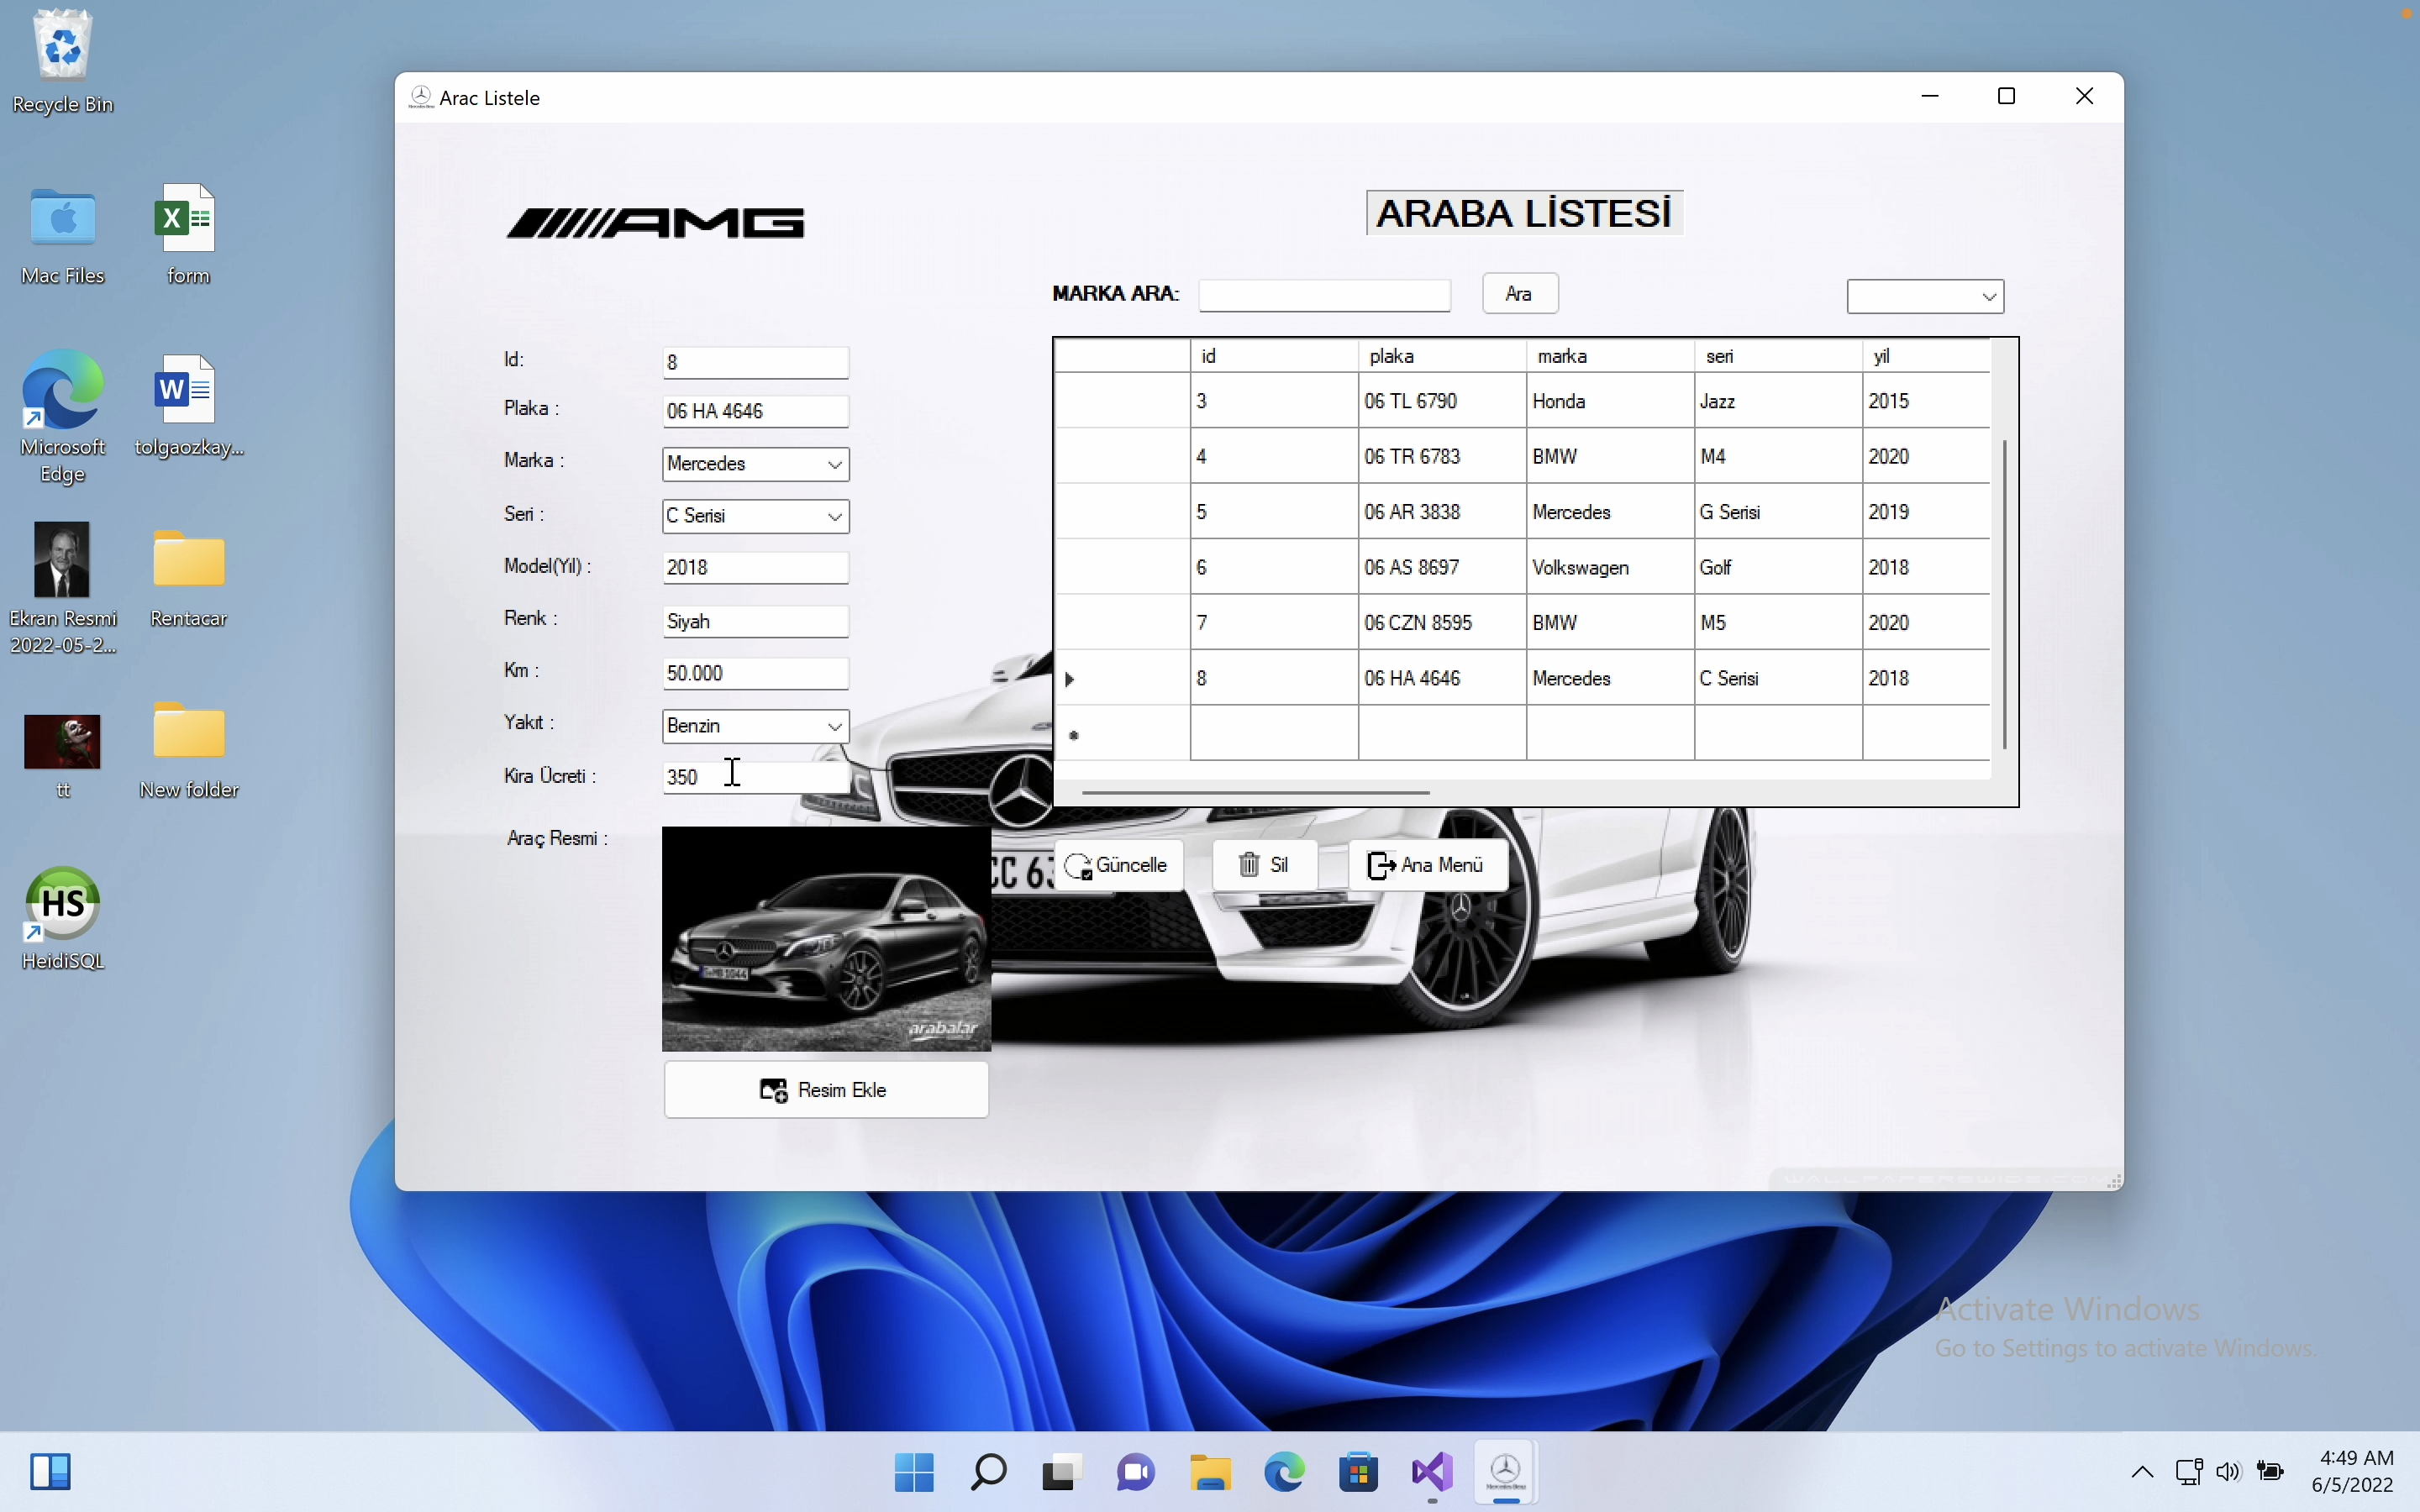 Recycle Bin
Mac Files
form
Microsoft
Edge
tolgaozkay...
Ekran Resmi
2022-05-2...
Rentacar
tt
New folder
HS
HeidiSQL
Arac Listele
AMG
ARABA LİSTESİ
MARKA ARA:
Ara
Id:
8
Plaka :
06 HA 4646
Marka :
Mercedes
Seri :
C Serisi
Model(Yıl) :
2018
Renk :
Siyah
Km :
50.000
Yakıt :
Benzin
Kira Ücreti :
350
Araç Resmi :
arabalar
Resim Ekle
id plaka marka seri yil
3 06 TL 6790 Honda Jazz 2015
4 06 TR 6783 BMW M4 2020
5 06 AR 3838 Mercedes G Serisi 2019
6 06 AS 8697 Volkswagen Golf 2018
7 06 CZN 8595 BMW M5 2020
8 06 HA 4646 Mercedes C Serisi 2018
Güncelle
Sil
Ana Menü
Activate Windows
Go to Settings to activate Windows.
4:49 AM
6/5/2022